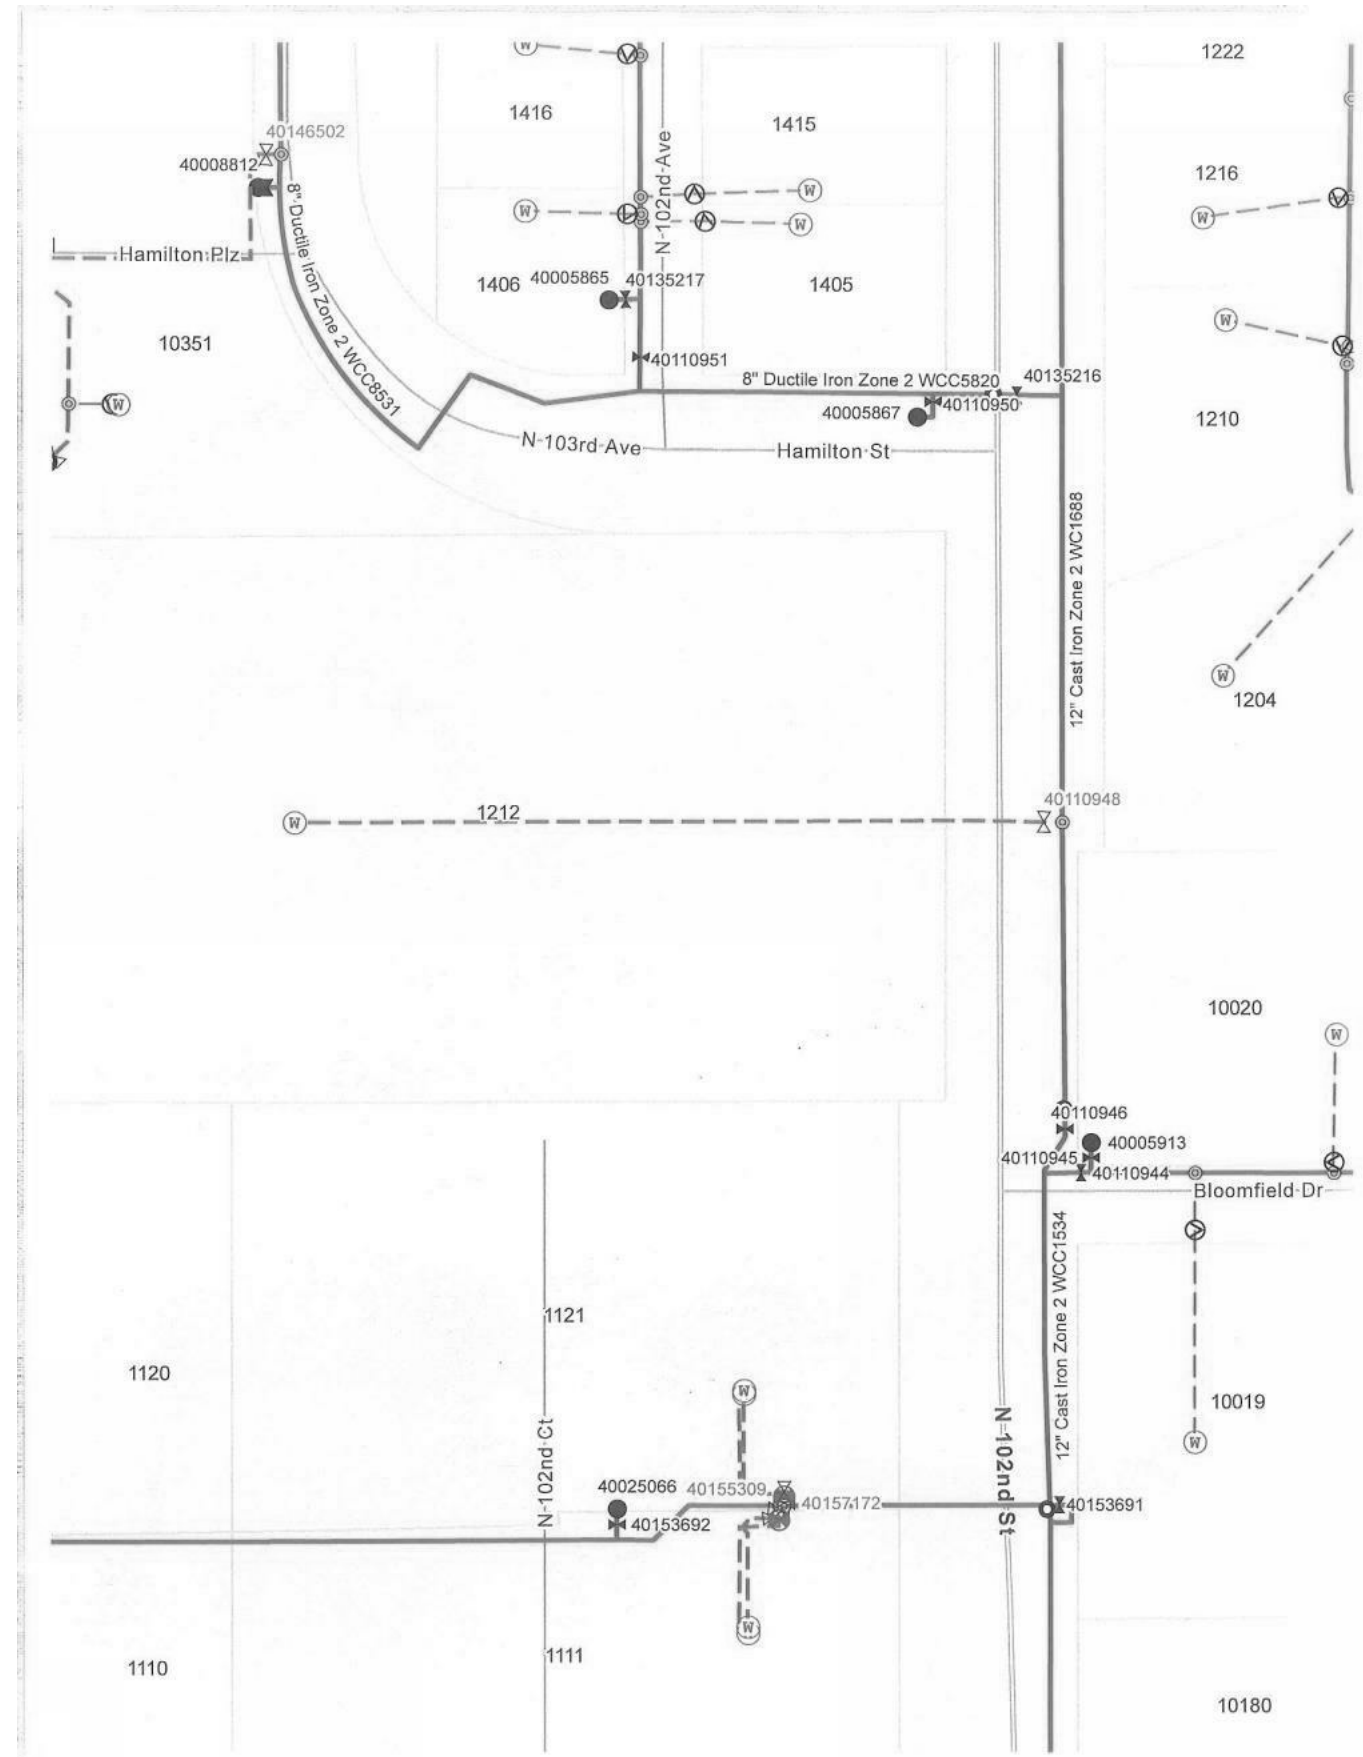 1222
W
1416
1415
40146502
40008812
N-102nd-Ave
1216
W
W
W
W
8" Ductile Iron Zone 2 WCC8531
Hamilton Plz
1406
40005865
40135217
1405
W
10351
40110951
8" Ductile Iron Zone 2 WCC5820
40135216
W
40005867
40110950
1210
N-103rd-Ave
Hamilton St
12" Cast Iron Zone 2 WC1688
W
1204
40110948
W
1212
10020
W
40110946
40005913
40110945
40110944
Bloomfield Dr
12" Cast Iron Zone 2 WCC1534
1121
1120
W
10019
N-102nd Ct
N-102nd St
W
40025066
40155309
40157172
40153691
40153692
W
1111
1110
10180